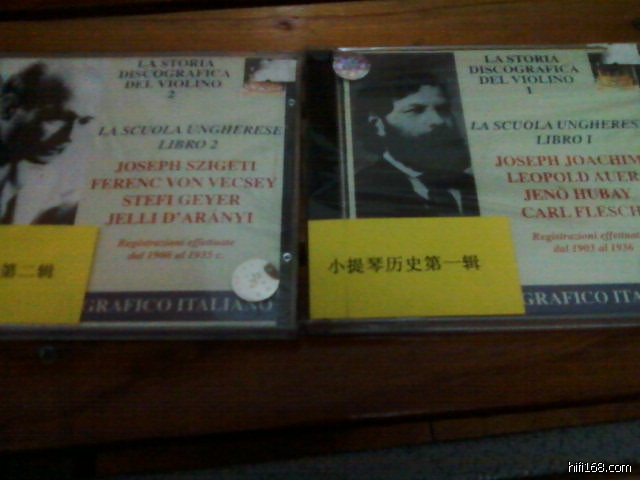 LA STORIA
DISCOGRAFICA
DEL VIOLINO
2
LA SCUOLA UNGHERESE
LIBRO 2
JOSEPH SZIGETI
FERENC VON VECSEY
STEFI GEYER
JELLI D'ARÁNYI
Registrazioni effettuate
dal 1908 al 1935 c.
第二辑
GRAFICO ITALIANO
LA STORIA
DISCOGRAFICA
DEL VIOLINO
1
LA SCUOLA UNGHERESE
LIBRO 1
JOSEPH JOACHIM
LEOPOLD AUER
JENÖ HUBAY
CARL FLESCH
Registrazioni effettuate
dal 1903 al 1936
小提琴历史第一辑
GRAFICO ITA
hifi168.com